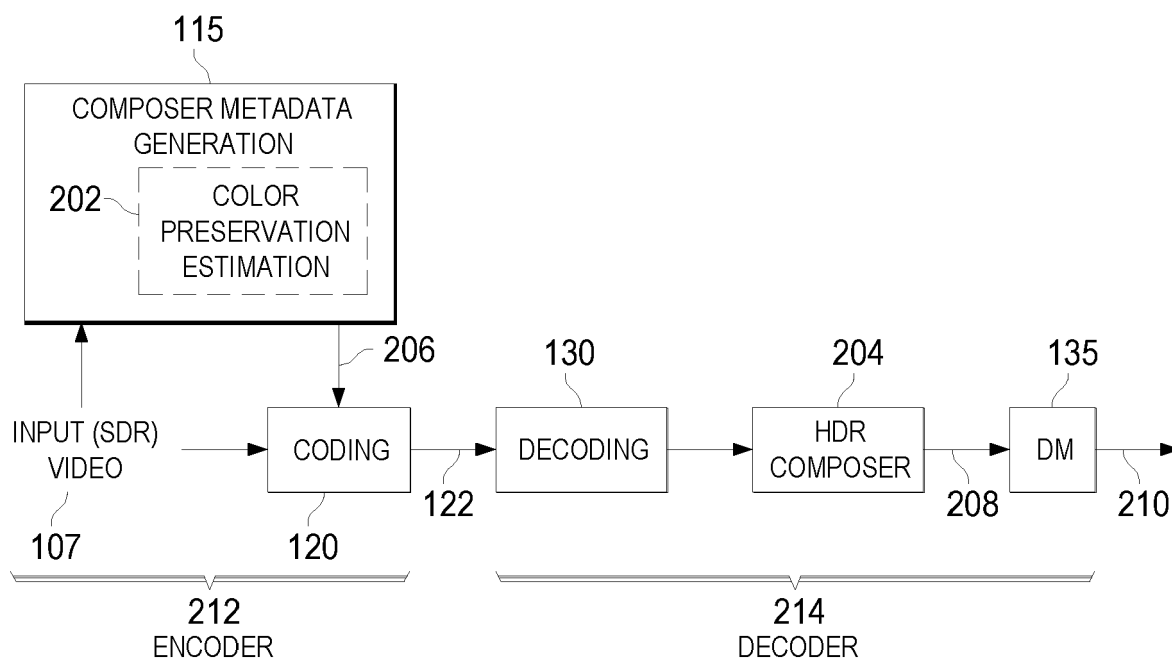 115
COMPOSER METADATA
GENERATION
202
COLOR
PRESERVATION
ESTIMATION
206
130
204
135
INPUT (SDR)
VIDEO
CODING
DECODING
HDR
COMPOSER
DM
122
208
210
107
120
212
ENCODER
214
DECODER